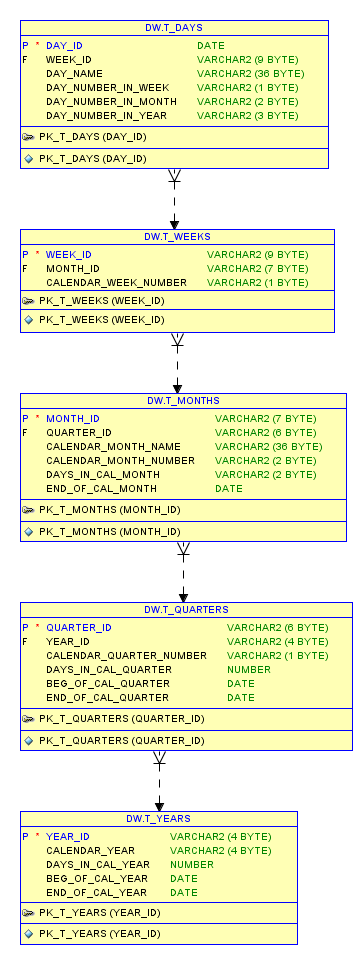 DW.T_DAYS
P * DAY_ID DATE
F WEEK_ID VARCHAR2 (9 BYTE)
DAY_NAME VARCHAR2 (36 BYTE)
DAY_NUMBER_IN_WEEK VARCHAR2 (1 BYTE)
DAY_NUMBER_IN_MONTH VARCHAR2 (2 BYTE)
DAY_NUMBER_IN_YEAR VARCHAR2 (3 BYTE)
PK_T_DAYS (DAY_ID)
PK_T_DAYS (DAY_ID)
DW.T_WEEKS
P * WEEK_ID VARCHAR2 (9 BYTE)
F MONTH_ID VARCHAR2 (7 BYTE)
CALENDAR_WEEK_NUMBER VARCHAR2 (1 BYTE)
PK_T_WEEKS (WEEK_ID)
PK_T_WEEKS (WEEK_ID)
DW.T_MONTHS
P * MONTH_ID VARCHAR2 (7 BYTE)
F QUARTER_ID VARCHAR2 (6 BYTE)
CALENDAR_MONTH_NAME VARCHAR2 (36 BYTE)
CALENDAR_MONTH_NUMBER VARCHAR2 (2 BYTE)
DAYS_IN_CAL_MONTH VARCHAR2 (2 BYTE)
END_OF_CAL_MONTH DATE
PK_T_MONTHS (MONTH_ID)
PK_T_MONTHS (MONTH_ID)
DW.T_QUARTERS
P * QUARTER_ID VARCHAR2 (6 BYTE)
F YEAR_ID VARCHAR2 (4 BYTE)
CALENDAR_QUARTER_NUMBER VARCHAR2 (1 BYTE)
DAYS_IN_CAL_QUARTER NUMBER
BEG_OF_CAL_QUARTER DATE
END_OF_CAL_QUARTER DATE
PK_T_QUARTERS (QUARTER_ID)
PK_T_QUARTERS (QUARTER_ID)
DW.T_YEARS
P * YEAR_ID VARCHAR2 (4 BYTE)
CALENDAR_YEAR VARCHAR2 (4 BYTE)
DAYS_IN_CAL_YEAR NUMBER
BEG_OF_CAL_YEAR DATE
END_OF_CAL_YEAR DATE
PK_T_YEARS (YEAR_ID)
PK_T_YEARS (YEAR_ID)